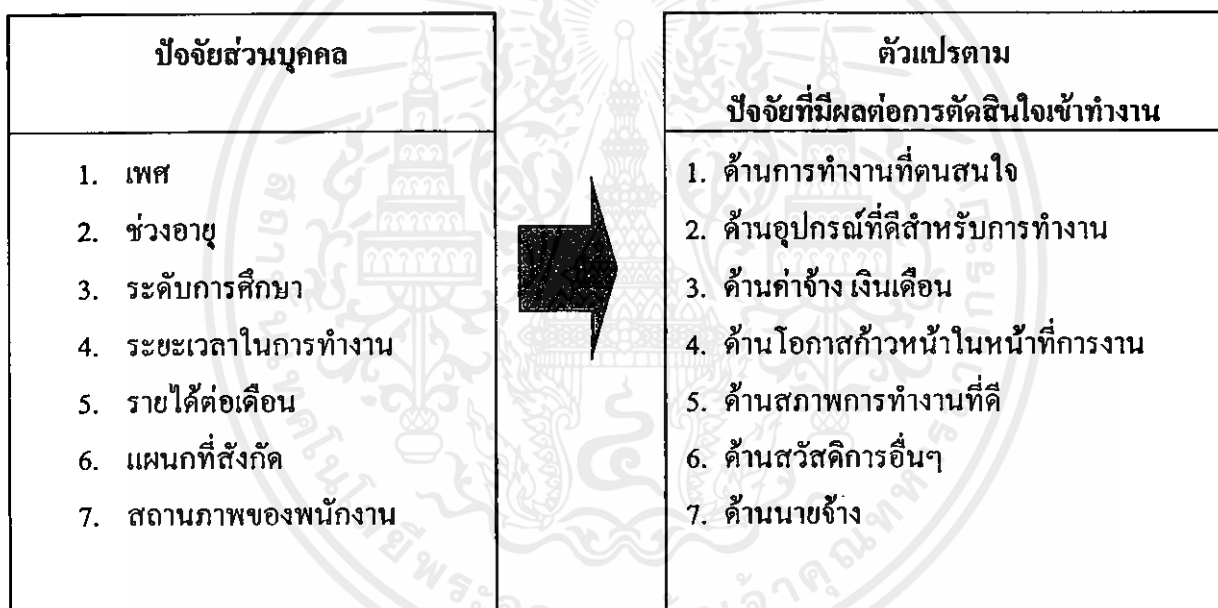 ปัจจัยส่วนบุคคล
1. เพศ
2. ช่วงอายุ
3. ระดับการศึกษา
4. ระยะเวลาในการทำงาน
5. รายได้ต่อเดือน
6. แผนกที่สังกัด
7. สถานภาพของพนักงาน
ตัวแปรตาม
ปัจจัยที่มีผลต่อการตัดสินใจเข้าทำงาน
1. ด้านการทำงานที่ตนสนใจ
2. ด้านอุปกรณ์ที่ดีสำหรับการทำงาน
3. ด้านค่าจ้าง เงินเดือน
4. ด้านโอกาสก้าวหน้าในหน้าที่การงาน
5. ด้านสภาพการทำงานที่ดี
6. ด้านสวัสดิการอื่นๆ
7. ด้านนายจ้าง